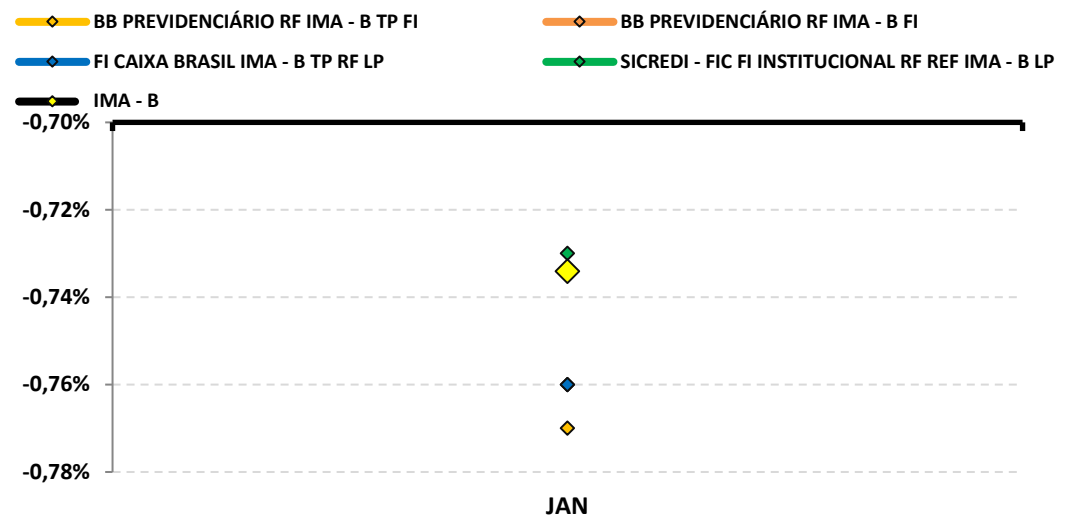 BB PREVIDENCIÁRIO RF IMA - B TP FI
BB PREVIDENCIÁRIO RF IMA - B FI
FI CAIXA BRASIL IMA - B TP RF LP
SICREDI - FIC FI INSTITUCIONAL RF REF IMA - B LP
IMA - B
-0,70%
-0,72%
-0,74%
-0,76%
-0,78%
JAN